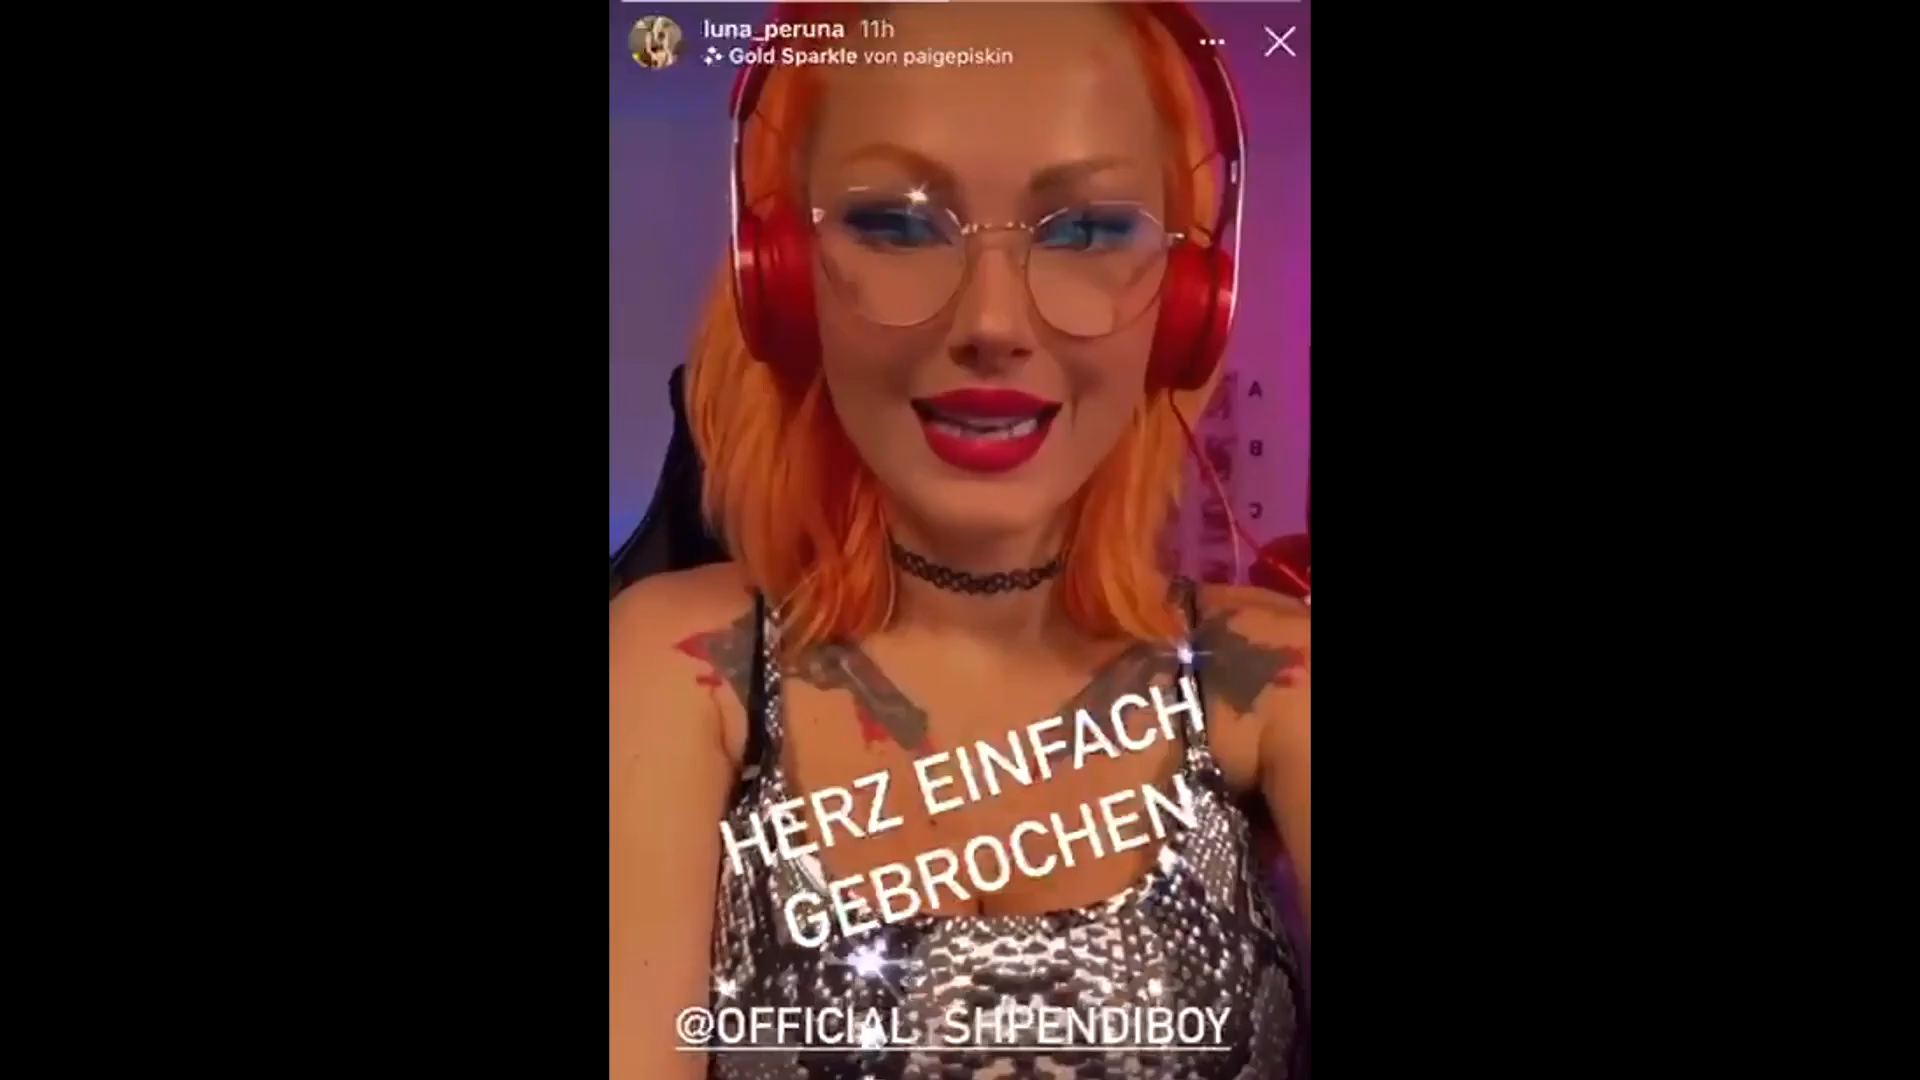 luna_peruna 11h
Gold Sparkle von paigepiskin
A
B
C
HERZ EINFACH
GEBROCHEN
@OFFICIAL_SHPENDIBOY